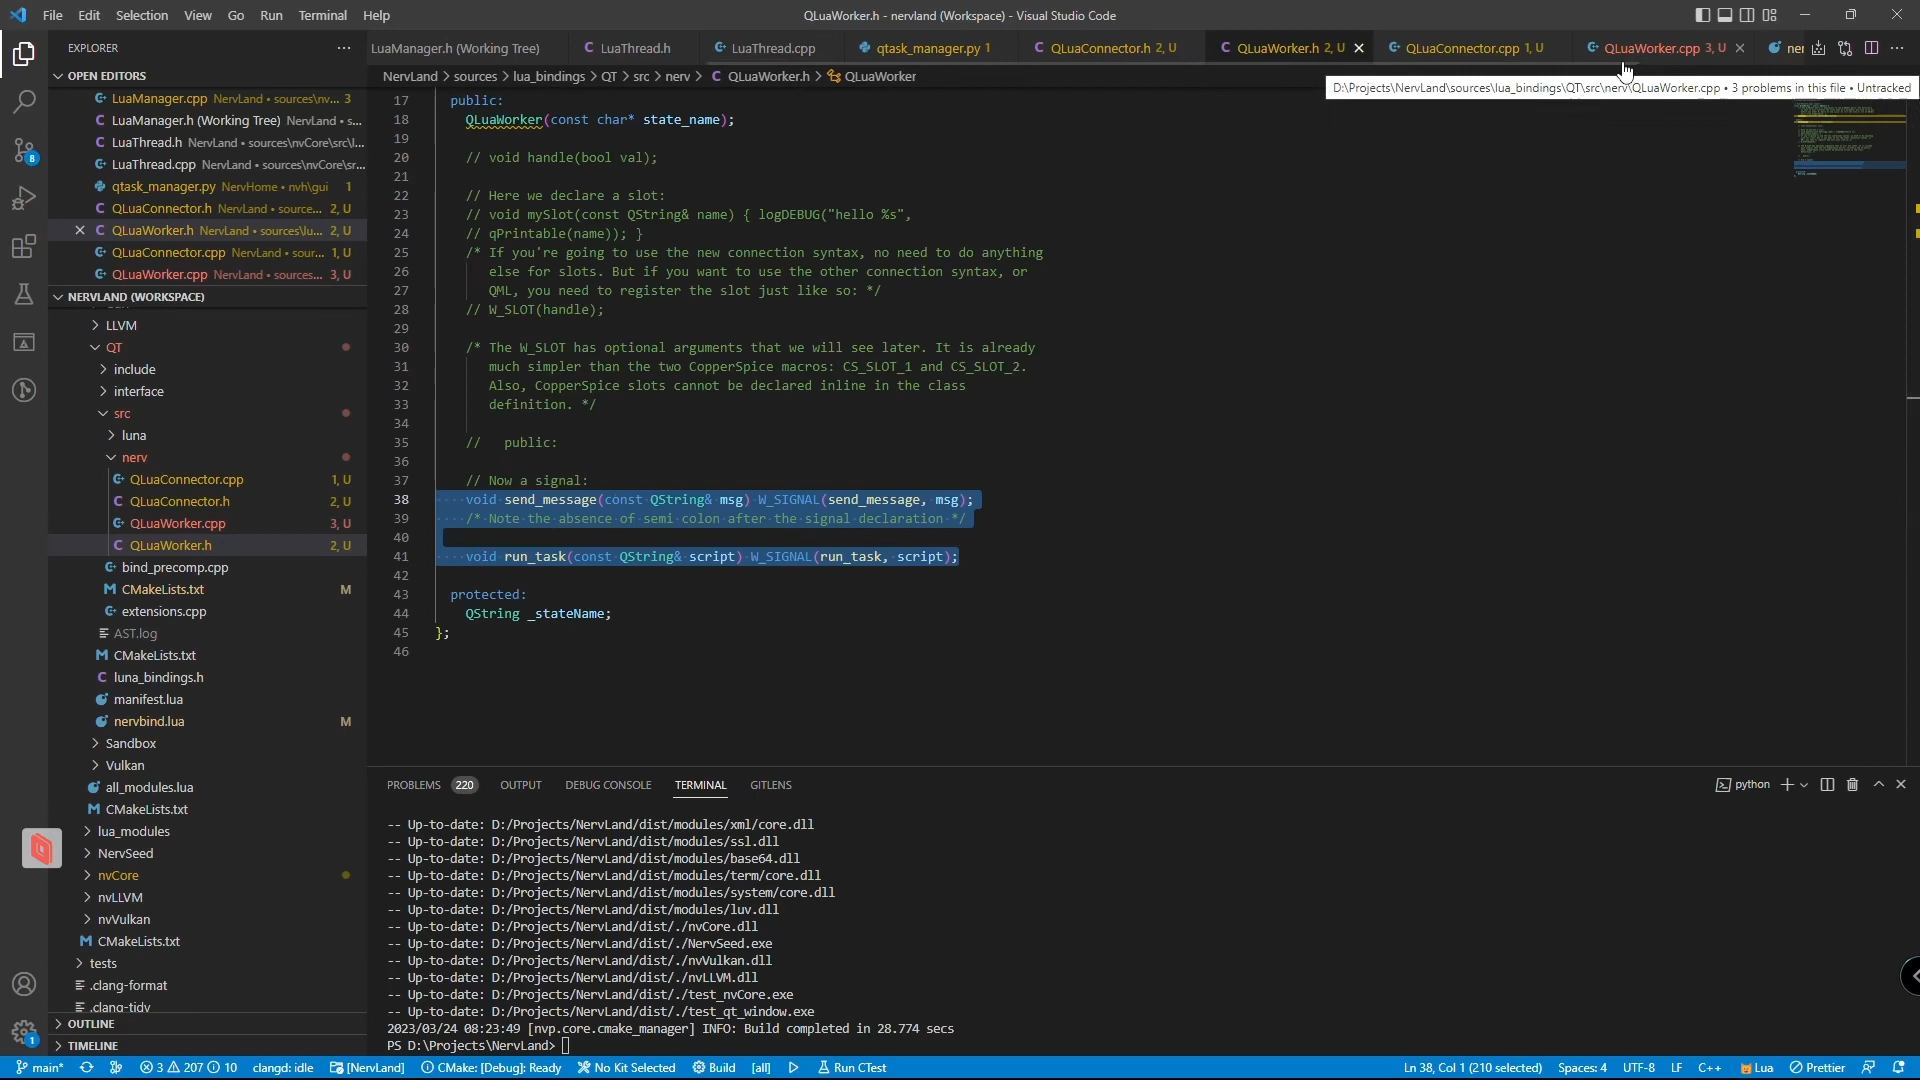 File Edit Selection View Go Run Terminal Help
QLuaWorker.h - nervland (Workspace) - Visual Studio Code
EXPLORER
LuaManager.h (Working Tree) LuaThread.h LuaThread.cpp qtask_manager.py 1 QLuaConnector.h 2, U QLuaWorker.h 2, U QLuaConnector.cpp 1, U QLuaWorker.cpp 3, U ner
NervLand > sources > lua_bindings > QT > src > nerv > QLuaWorker.h > QLuaWorker
D:\Projects\NervLand\sources\lua_bindings\QT\src\nerv\QLuaWorker.cpp • 3 problems in this file • Untracked
OPEN EDITORS
LuaManager.cpp NervLand • sources\nv... 3
LuaManager.h (Working Tree) NervLand • s...
LuaThread.h NervLand • sources\nvCore\src\l...
LuaThread.cpp NervLand • sources\nvCore\sr...
qtask_manager.py NervHome • nvh\gui 1
QLuaConnector.h NervLand • source... 2, U
QLuaWorker.h NervLand • sources\lu... 2, U
QLuaConnector.cpp NervLand • sour... 1, U
QLuaWorker.cpp NervLand • sources... 3, U
NERVLAND (WORKSPACE)
LLVM
QT
include
interface
src
luna
nerv
QLuaConnector.cpp 1, U
QLuaConnector.h 2, U
QLuaWorker.cpp 3, U
QLuaWorker.h 2, U
bind_precomp.cpp
CMakeLists.txt M
extensions.cpp
AST.log
CMakeLists.txt
luna_bindings.h
manifest.lua
nervbind.lua M
Sandbox
Vulkan
all_modules.lua
CMakeLists.txt
lua_modules
NervSeed
nvCore
nvLLVM
nvVulkan
CMakeLists.txt
tests
.clang-format
.clang-tidy
OUTLINE
TIMELINE
17 public:
18 QLuaWorker(const char* state_name);
19
20 // void handle(bool val);
21
22 // Here we declare a slot:
23 // void mySlot(const QString& name) { logDEBUG("hello %s",
24 // qPrintable(name)); }
25 /* If you're going to use the new connection syntax, no need to do anything
26 else for slots. But if you want to use the other connection syntax, or
27 QML, you need to register the slot just like so: */
28 // W_SLOT(handle);
29
30 /* The W_SLOT has optional arguments that we will see later. It is already
31 much simpler than the two CopperSpice macros: CS_SLOT_1 and CS_SLOT_2.
32 Also, CopperSpice slots cannot be declared inline in the class
33 definition. */
34
35 // public:
36
37 // Now a signal:
38 void send_message(const QString& msg) W_SIGNAL(send_message, msg);
39 /* Note the absence of semi colon after the signal declaration */
40
41 void run_task(const QString& script) W_SIGNAL(run_task, script);
42
43 protected:
44 QString _stateName;
45 };
46
PROBLEMS 220 OUTPUT DEBUG CONSOLE TERMINAL GITLENS python
-- Up-to-date: D:/Projects/NervLand/dist/modules/xml/core.dll
-- Up-to-date: D:/Projects/NervLand/dist/modules/ssl.dll
-- Up-to-date: D:/Projects/NervLand/dist/modules/base64.dll
-- Up-to-date: D:/Projects/NervLand/dist/modules/term/core.dll
-- Up-to-date: D:/Projects/NervLand/dist/modules/system/core.dll
-- Up-to-date: D:/Projects/NervLand/dist/modules/luv.dll
-- Up-to-date: D:/Projects/NervLand/dist/./nvCore.dll
-- Up-to-date: D:/Projects/NervLand/dist/./NervSeed.exe
-- Up-to-date: D:/Projects/NervLand/dist/./nvVulkan.dll
-- Up-to-date: D:/Projects/NervLand/dist/./nvLLVM.dll
-- Up-to-date: D:/Projects/NervLand/dist/./test_nvCore.exe
-- Up-to-date: D:/Projects/NervLand/dist/./test_qt_window.exe
2023/03/24 08:23:49 [nvp.core.cmake_manager] INFO: Build completed in 28.774 secs
PS D:\Projects\NervLand>
8
1
main* 3 207 10 clangd: idle [NervLand] CMake: [Debug]: Ready No Kit Selected Build [all] Run CTest Ln 38, Col 1 (210 selected) Spaces: 4 UTF-8 LF C++ Lua Prettier